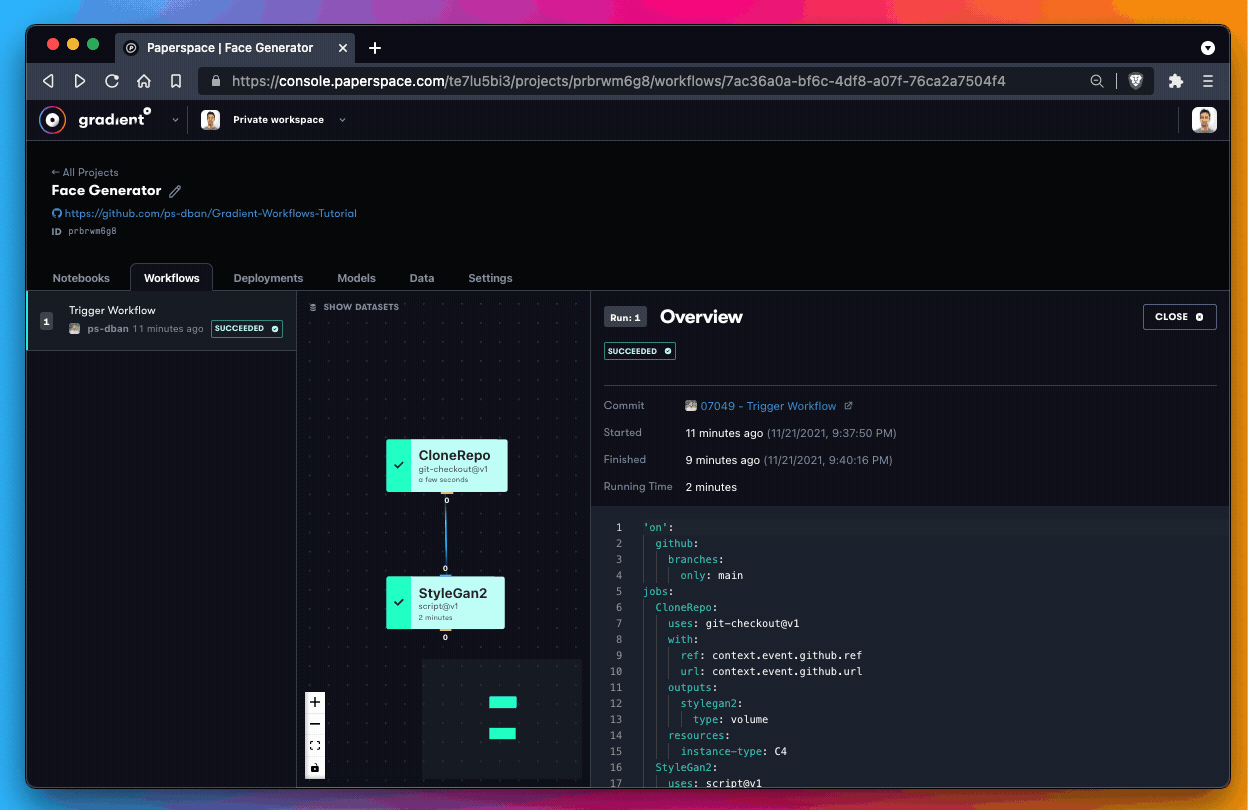 Paperspace | Face Generator
https://console.paperspace.com/te7lu5bi3/projects/prbrwm6g8/workflows/7ac36a0a-bf6c-4df8-a07f-76ca2a7504f4
gradient
Private workspace
← All Projects
Face Generator
https://github.com/ps-dban/Gradient-Workflows-Tutorial
ID prbrwm6g8
Notebooks
Workflows
Deployments
Models
Data
Settings
1
Trigger Workflow
ps-dban 11 minutes ago
SUCCEEDED
SHOW DATASETS
CloneRepo
git-checkout@v1
a few seconds
0
0
StyleGan2
script@v1
2 minutes
0
Run: 1
Overview
CLOSE
SUCCEEDED
Commit 07049 - Trigger Workflow
Started 11 minutes ago (11/21/2021, 9:37:50 PM)
Finished 9 minutes ago (11/21/2021, 9:40:16 PM)
Running Time 2 minutes
1 'on':
2 github:
3 branches:
4 only: main
5 jobs:
6 CloneRepo:
7 uses: git-checkout@v1
8 with:
9 ref: context.event.github.ref
10 url: context.event.github.url
11 outputs:
12 stylegan2:
13 type: volume
14 resources:
15 instance-type: C4
16 StyleGan2:
17 uses: script@v1